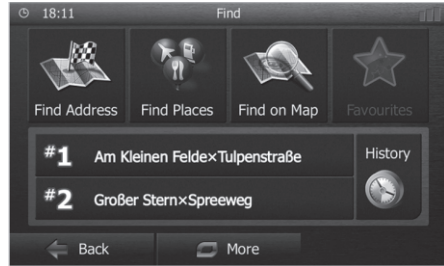 18:11 Find
Find Address Find Places Find on Map Favourites
#1 Am Kleinen Felde×Tulpenstraße History
#2 Großer Stern×Spreeweg
Back More